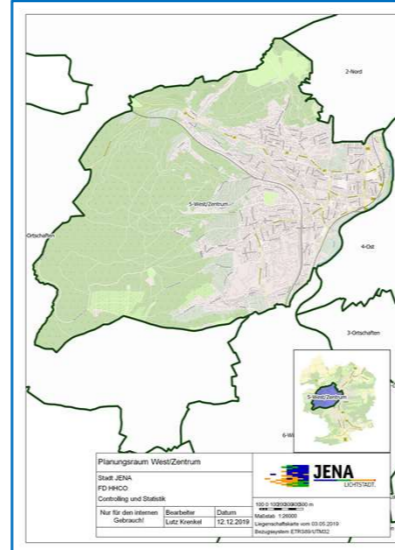 2-Nord
5-West/Zentrum
-Ortschaften
4-Ost
3-Ortschaften
5-West/ Zentrum
6-W
Planungsraum West/Zentrum
Stadt JENA
FD HHCO
Controlling und Statistik
Nur für den internen Gebrauch!
Bearbeiter
Lutz Krenkel
Datum
12.12.2019
JENA
LICHTSTADT.
Maßstab 1:26000
Liegenschaftskarte vom 03.05.2019
Bezugssystem ETRS89/UTM32